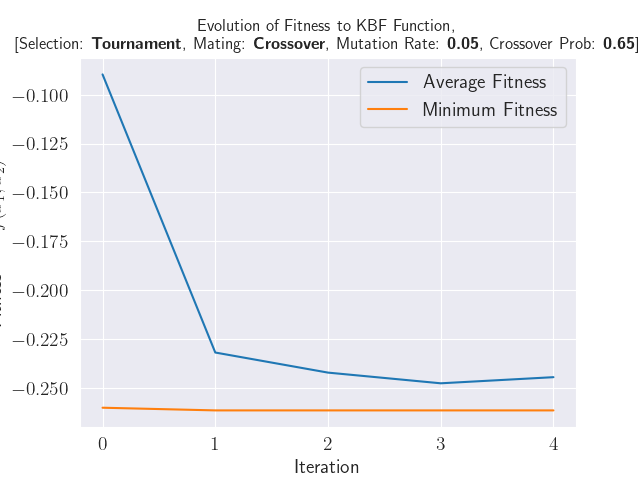 Evolution of Fitness to KBF Function,
[Selection: Tournament, Mating: Crossover, Mutation Rate: 0.05, Crossover Prob: 0.65]
Average Fitness
Minimum Fitness
−0.100
−0.125
−0.150
−0.175
−0.200
−0.225
−0.250
0 1 2 3 4
Iteration